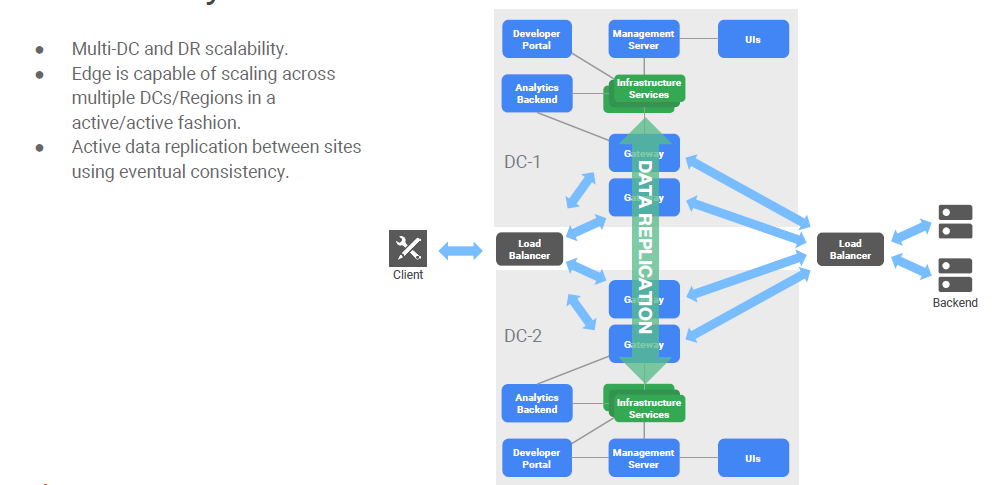 Multi-DC and DR scalability.
Edge is capable of scaling across
multiple DCs/Regions in a
active/active fashion.
Active data replication between sites
using eventual consistency.
Developer
Portal
Management
Server
UIs
Analytics
Backend
Infrastructure
Services
DC-1
Gateway
Gateway
DATA REPLICATION
Client
Load
Balancer
Load
Balancer
Backend
DC-2
Gateway
Gateway
Analytics
Backend
Infrastructure
Services
Developer
Portal
Management
Server
UIs